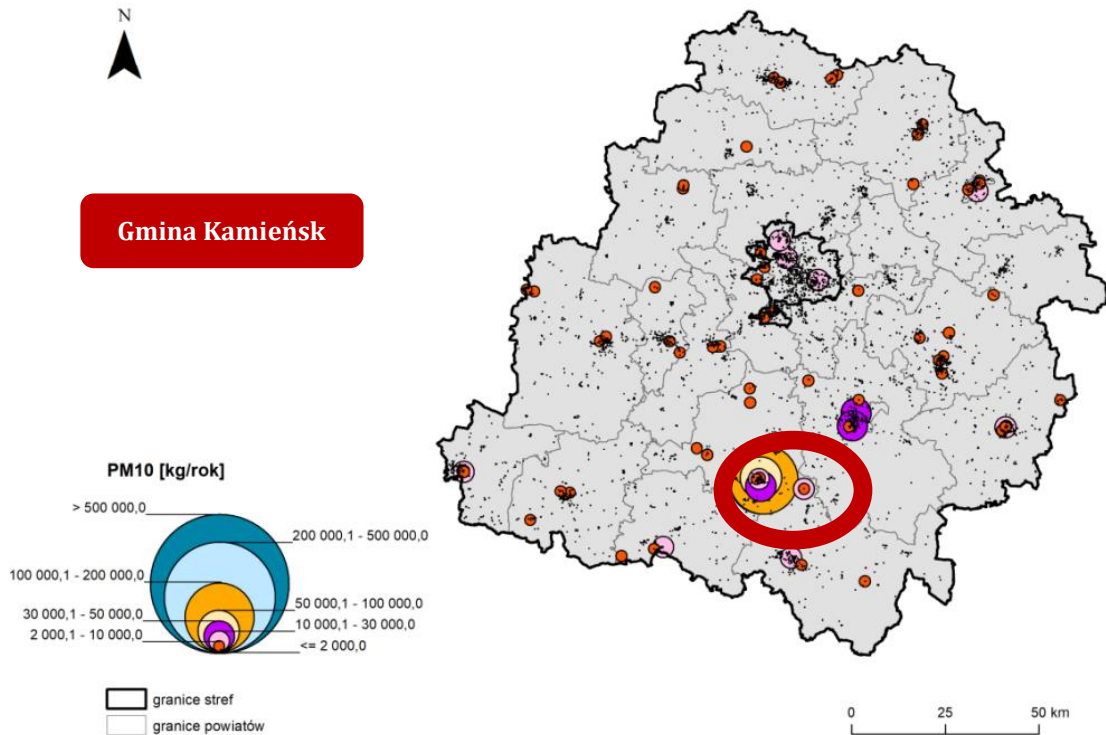 N
Gmina Kamieńsk
PM10 [kg/rok]
> 500 000,0
200 000,1 - 500 000,0
100 000,1 - 200 000,0
50 000,1 - 100 000,0
30 000,1 - 50 000,0
10 000,1 - 30 000,0
2 000,1 - 10 000,0
<= 2 000,0
granice stref
granice powiatów
0 25 50 km